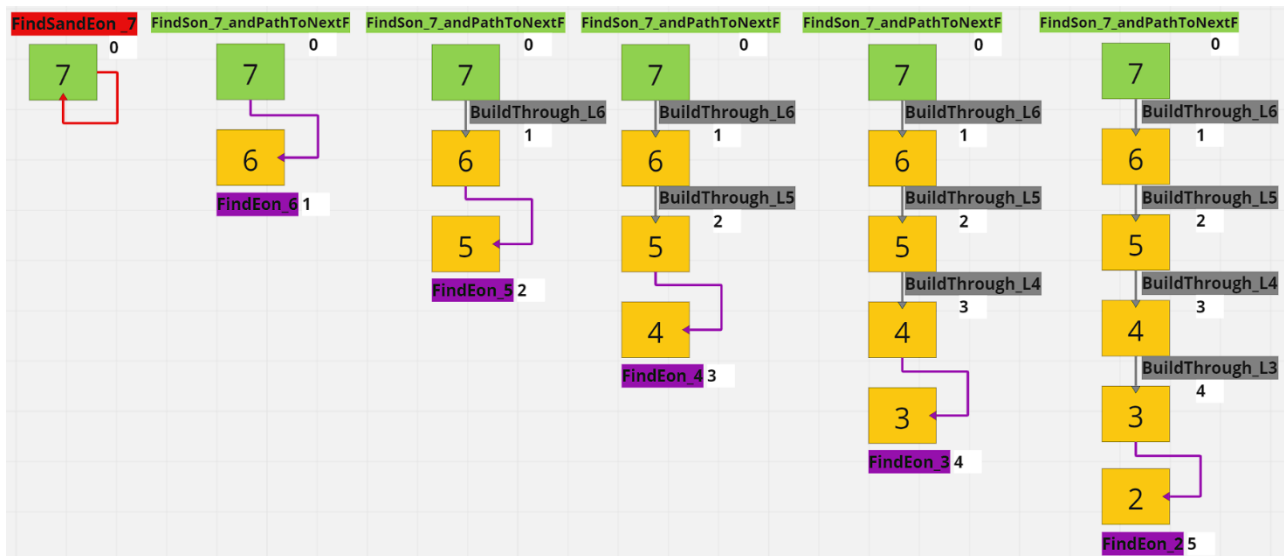 FindSandEon_7
0
7
FindSon_7_andPathToNextF
0
7
6
FindEon_6 1
FindSon_7_andPathToNextF
0
7
BuildThrough_L6
1
6
5
FindEon_5 2
FindSon_7_andPathToNextF
0
7
BuildThrough_L6
1
6
BuildThrough_L5
2
5
4
FindEon_4 3
FindSon_7_andPathToNextF
0
7
BuildThrough_L6
1
6
BuildThrough_L5
2
5
BuildThrough_L4
3
4
3
FindEon_3 4
FindSon_7_andPathToNextF
0
7
BuildThrough_L6
1
6
BuildThrough_L5
2
5
BuildThrough_L4
3
4
BuildThrough_L3
4
3
2
FindEon_2 5